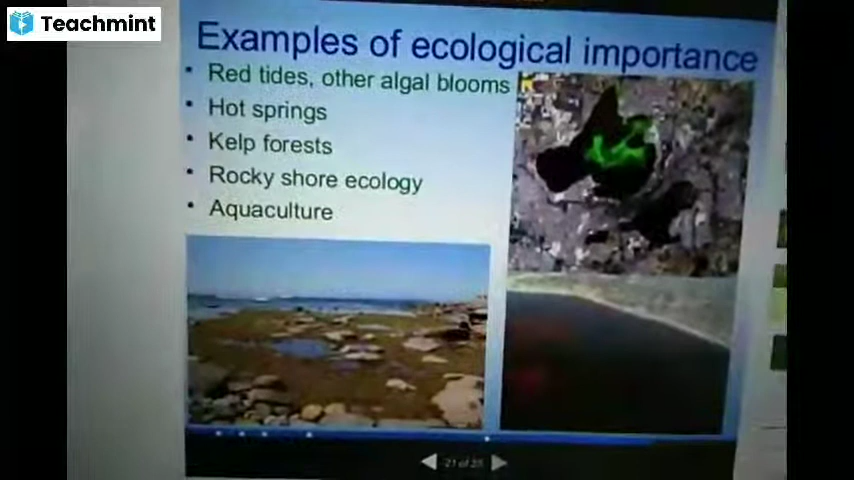 Teachmint
Examples of ecological importance
• Red tides, other algal blooms
• Hot springs
• Kelp forests
• Rocky shore ecology
• Aquaculture